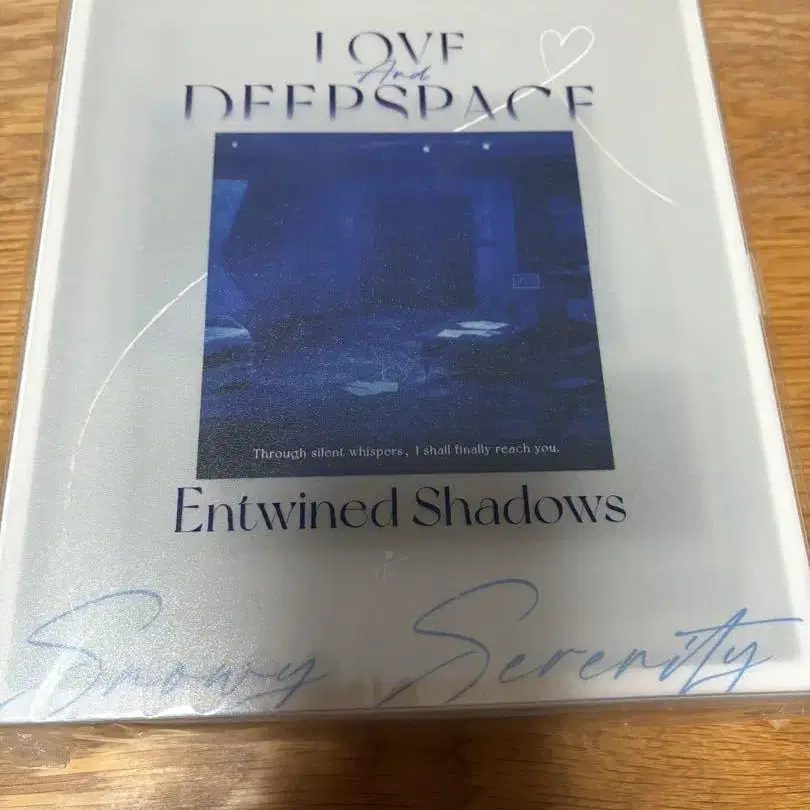 LOVE
And
DEEPSPACE
Through silent whispers, I shall finally reach you.
Entwined Shadows
Snowy Serenity